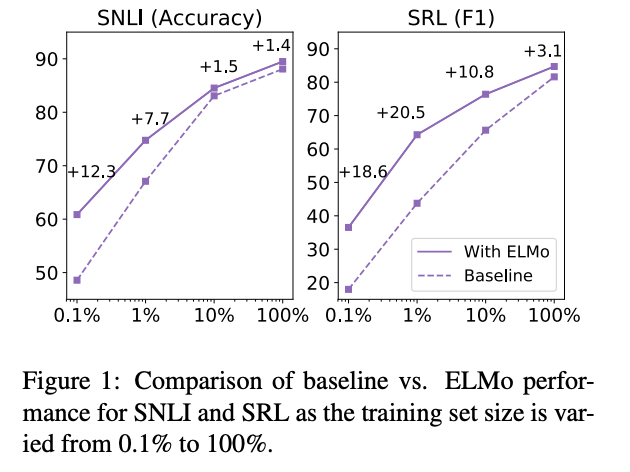 SNLI (Accuracy)
90
80
70
60
50
+12.3
+7.7
+1.5
+1.4
0.1% 1% 10% 100%
SRL (F1)
90
80
70
60
50
40
30
20
+18.6
+20.5
+10.8
+3.1
With ELMo
Baseline
0.1% 1% 10% 100%
Figure 1: Comparison of baseline vs. ELMo perfor-
mance for SNLI and SRL as the training set size is var-
ied from 0.1% to 100%.